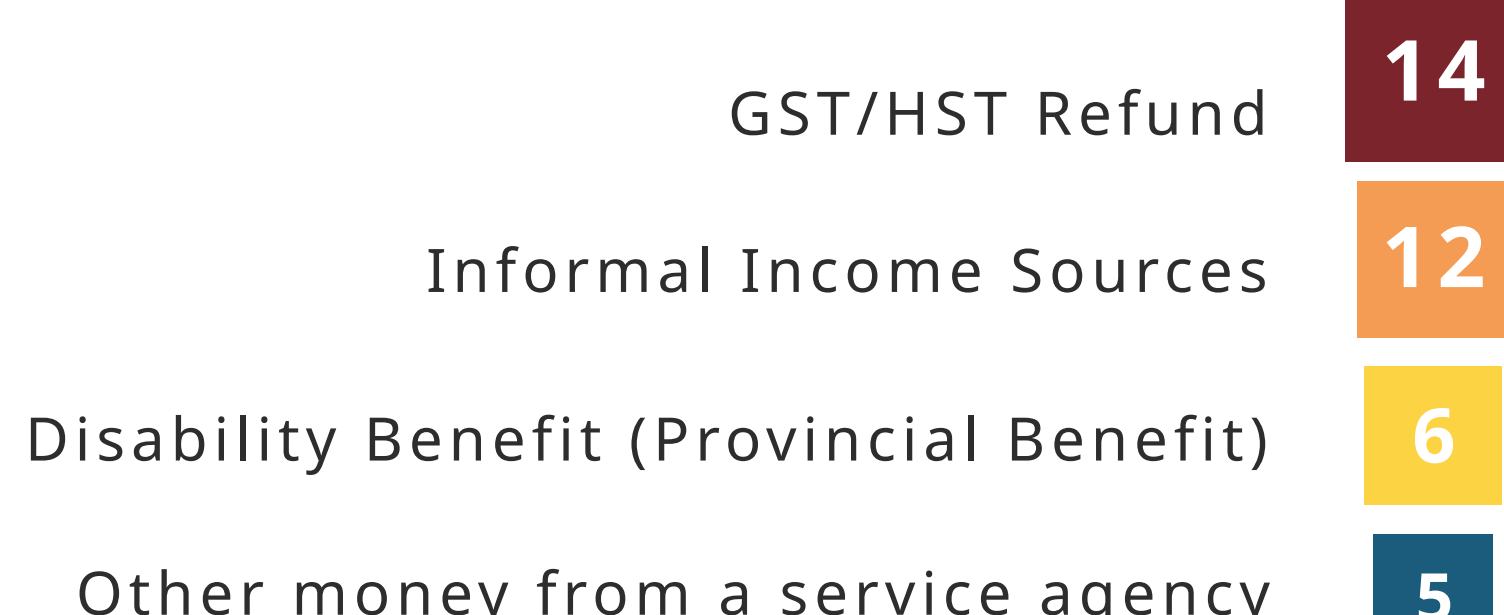 GST/HST Refund 14
Informal Income Sources 12
Disability Benefit (Provincial Benefit) 6
Other money from a service agency 5